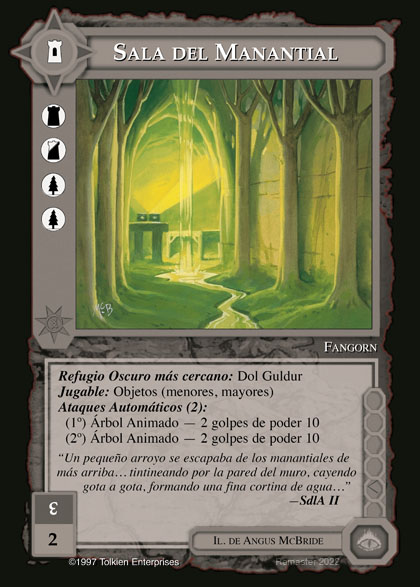 Sala del Manantial
McB
Fangorn
Refugio Oscuro más cercano: Dol Guldur
Jugable: Objetos (menores, mayores)
Ataques Automáticos (2):
(1º) Árbol Animado — 2 golpes de poder 10
(2º) Árbol Animado — 2 golpes de poder 10
“Un pequeño arroyo se escapaba de los manantiales de
más arriba… tintineando por la pared del muro, cayendo
gota a gota, formando una fina cortina de agua…”
—SdlA II
ε
2
Il. de Angus McBride
©1997 Tolkien Enterprises
Remaster 2022